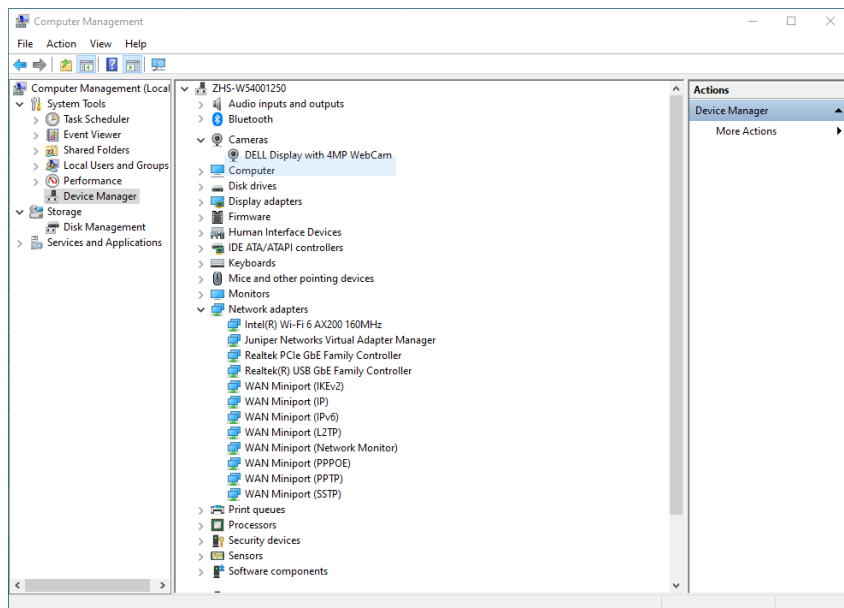 Computer Management
File Action View Help
Computer Management (Local
System Tools
Task Scheduler
Event Viewer
Shared Folders
Local Users and Groups
Performance
Device Manager
Storage
Disk Management
Services and Applications
ZHS-W54001250
Audio inputs and outputs
Bluetooth
Cameras
DELL Display with 4MP WebCam
Computer
Disk drives
Display adapters
Firmware
Human Interface Devices
IDE ATA/ATAPI controllers
Keyboards
Mice and other pointing devices
Monitors
Network adapters
Intel(R) Wi-Fi 6 AX200 160MHz
Juniper Networks Virtual Adapter Manager
Realtek PCIe GbE Family Controller
Realtek(R) USB GbE Family Controller
WAN Miniport (IKEv2)
WAN Miniport (IP)
WAN Miniport (IPv6)
WAN Miniport (L2TP)
WAN Miniport (Network Monitor)
WAN Miniport (PPPOE)
WAN Miniport (PPTP)
WAN Miniport (SSTP)
Print queues
Processors
Security devices
Sensors
Software components
Actions
Device Manager
More Actions